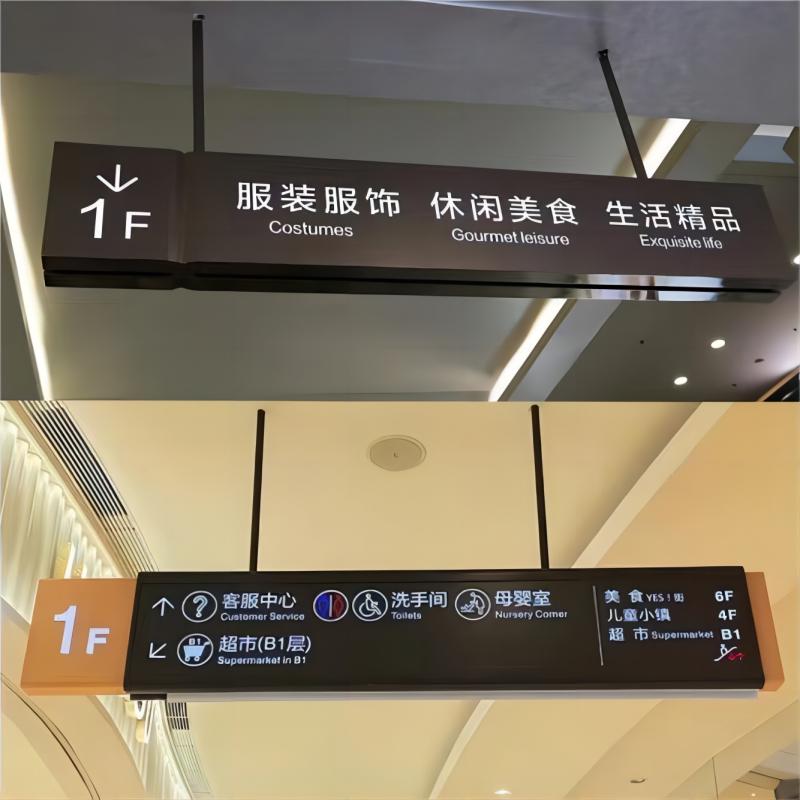 ↓
1F
服装服饰 休闲美食 生活精品
Costumes Gourmet leisure Exquisite life
1F
↑ ? 客服中心 洗手间 母婴室
Customer Service Toilets Nursery Corner
↙ B1 超市(B1层)
Supermarket in B1
美食 YES!街 6F
儿童小镇 4F
超市 Supermarket B1